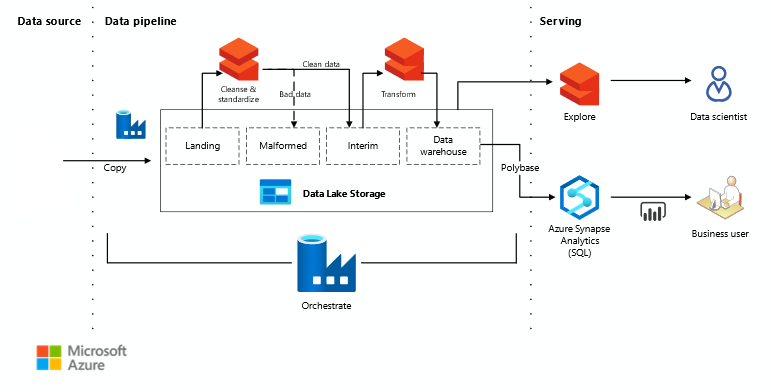 Data source
Data pipeline
Serving
Clean data
Cleanse &
standardize
Bad data
Transform
Explore
Data scientist
Copy
Landing
Malformed
Interim
Data
warehouse
Polybase
Data Lake Storage
Azure Synapse
Analytics
(SQL)
Business user
Orchestrate
Microsoft
Azure